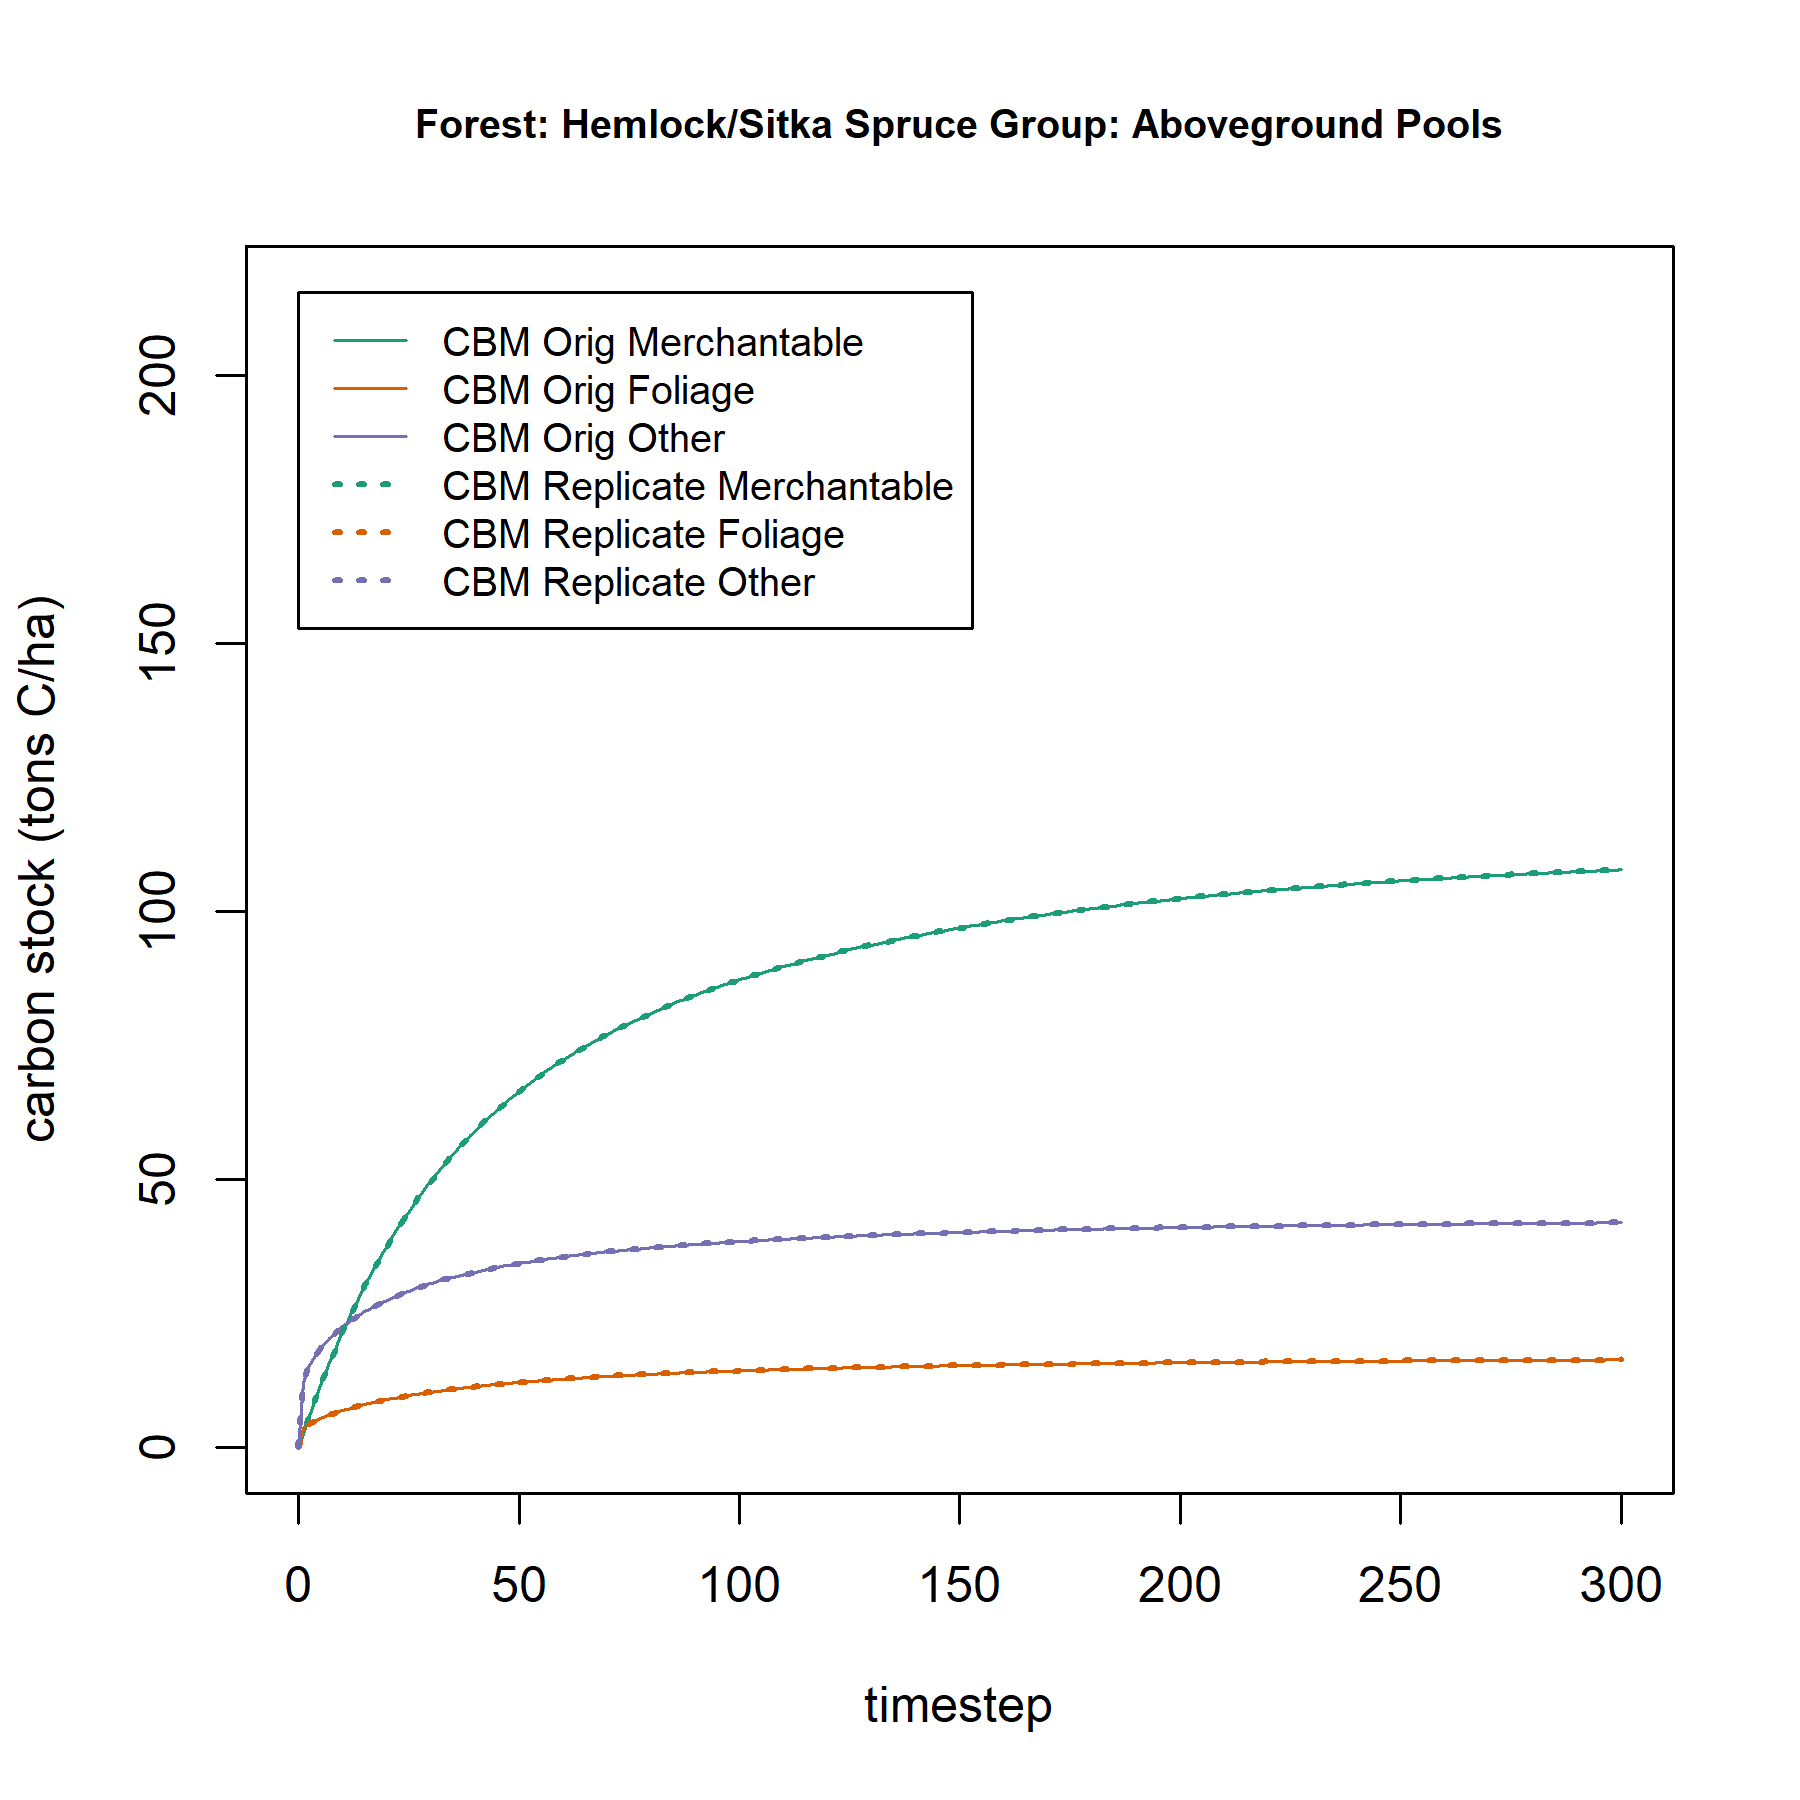 Forest: Hemlock/Sitka Spruce Group: Aboveground Pools
CBM Orig Merchantable
CBM Orig Foliage
CBM Orig Other
CBM Replicate Merchantable
CBM Replicate Foliage
CBM Replicate Other
carbon stock (tons C/ha)
200
150
100
50
0
0 50 100 150 200 250 300
timestep